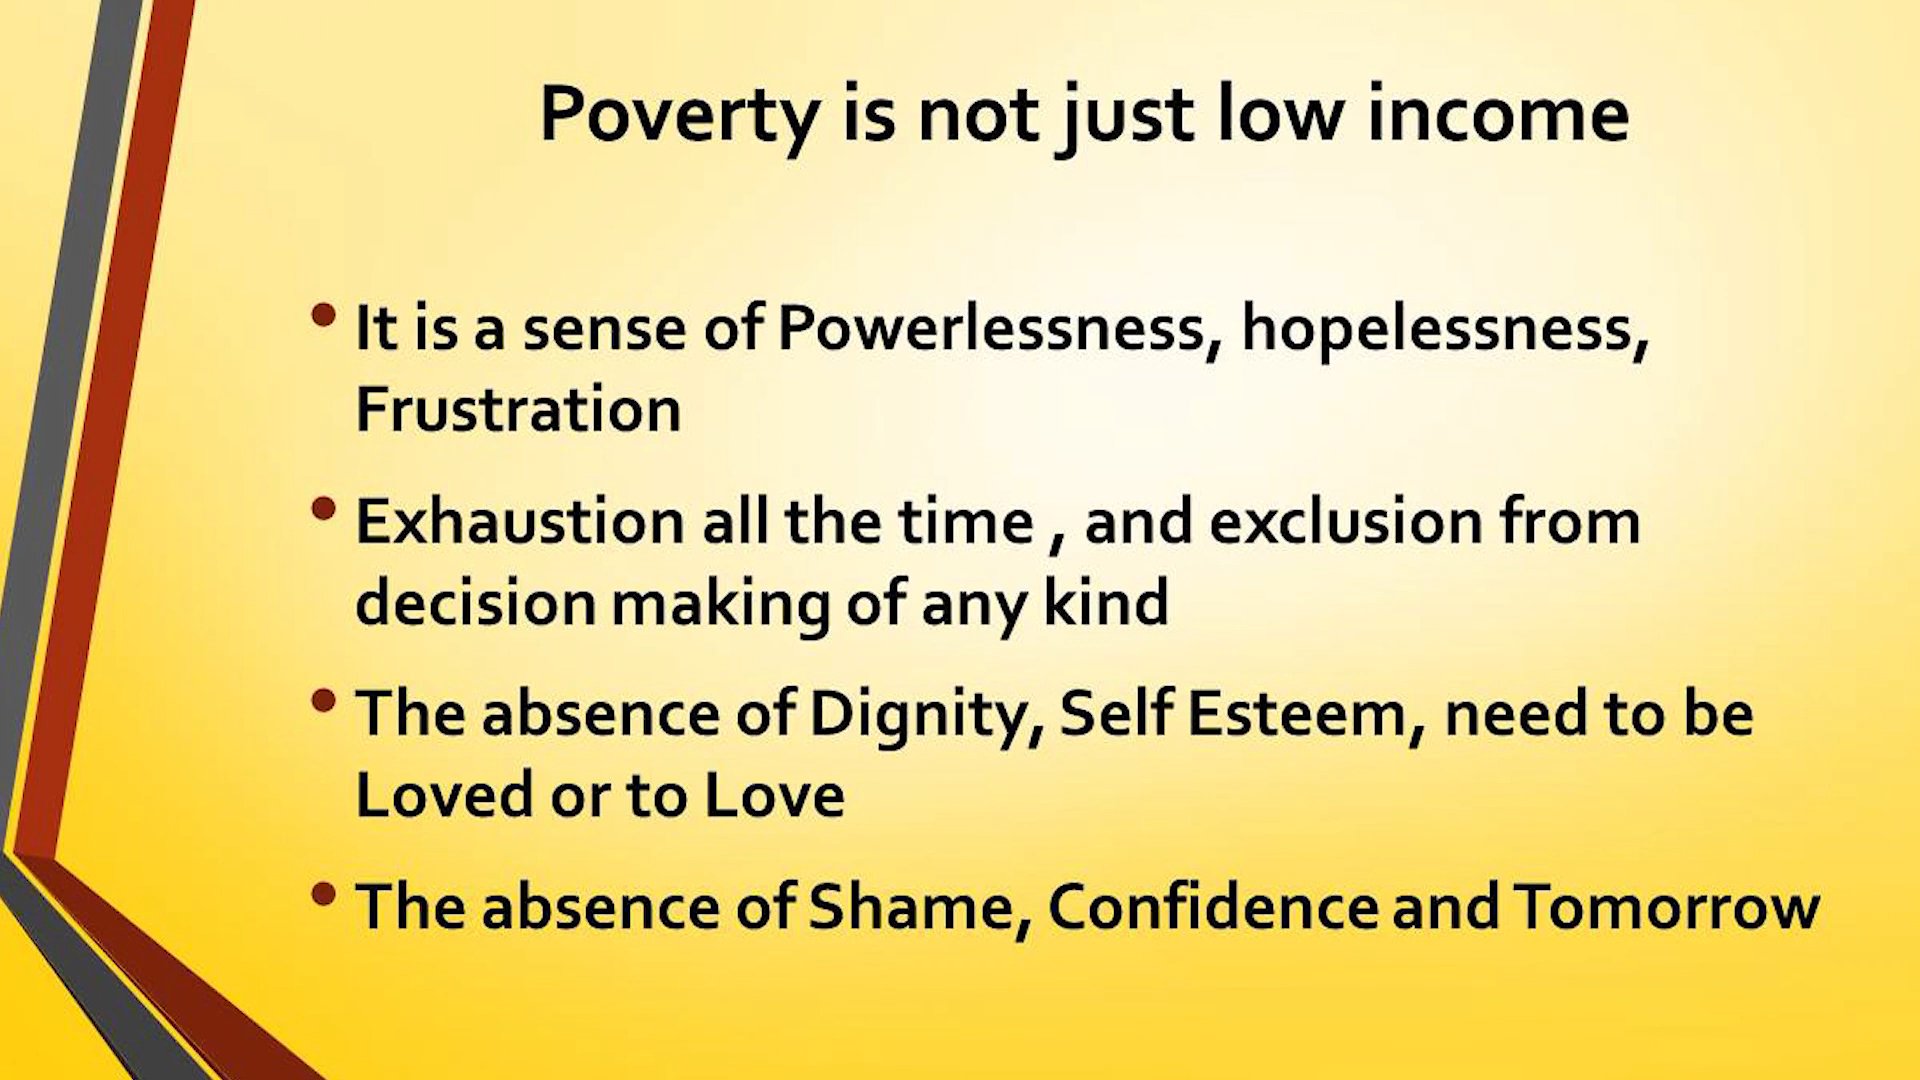 Poverty is not just low income
• It is a sense of Powerlessness, hopelessness,
Frustration
• Exhaustion all the time , and exclusion from
decision making of any kind
• The absence of Dignity, Self Esteem, need to be
Loved or to Love
• The absence of Shame, Confidence and Tomorrow